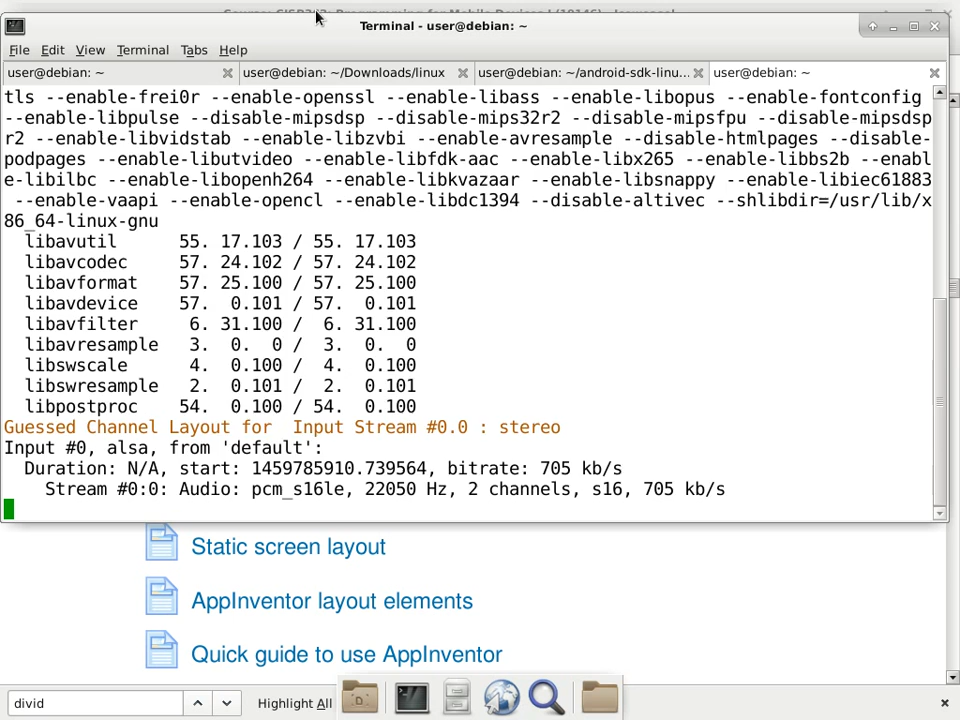 Terminal - user@debian: ~
File Edit View Terminal Tabs Help
user@debian: ~ user@debian: ~/Downloads/linux user@debian: ~/android-sdk-linu... user@debian: ~
tls --enable-frei0r --enable-openssl --enable-libass --enable-libopus --enable-fontconfig
--enable-libpulse --disable-mipsdsp --disable-mips32r2 --disable-mipsfpu --disable-mipsdsp
r2 --enable-libvidstab --enable-libzvbi --enable-avresample --disable-htmlpages --disable-
podpages --enable-libutvideo --enable-libfdk-aac --enable-libx265 --enable-libbs2b --enabl
e-libilbc --enable-libopenh264 --enable-libkvazaar --enable-libsnappy --enable-libiec61883
--enable-vaapi --enable-opencl --enable-libdc1394 --disable-altivec --shlibdir=/usr/lib/x
86_64-linux-gnu
libavutil 55. 17.103 / 55. 17.103
libavcodec 57. 24.102 / 57. 24.102
libavformat 57. 25.100 / 57. 25.100
libavdevice 57. 0.101 / 57. 0.101
libavfilter 6. 31.100 / 6. 31.100
libavresample 3. 0. 0 / 3. 0. 0
libswscale 4. 0.100 / 4. 0.100
libswresample 2. 0.101 / 2. 0.101
libpostproc 54. 0.100 / 54. 0.100
Guessed Channel Layout for Input Stream #0.0 : stereo
Input #0, alsa, from 'default':
Duration: N/A, start: 1459785910.739564, bitrate: 705 kb/s
Stream #0:0: Audio: pcm_s16le, 22050 Hz, 2 channels, s16, 705 kb/s
Static screen layout
AppInventor layout elements
Quick guide to use AppInventor
divid Highlight All